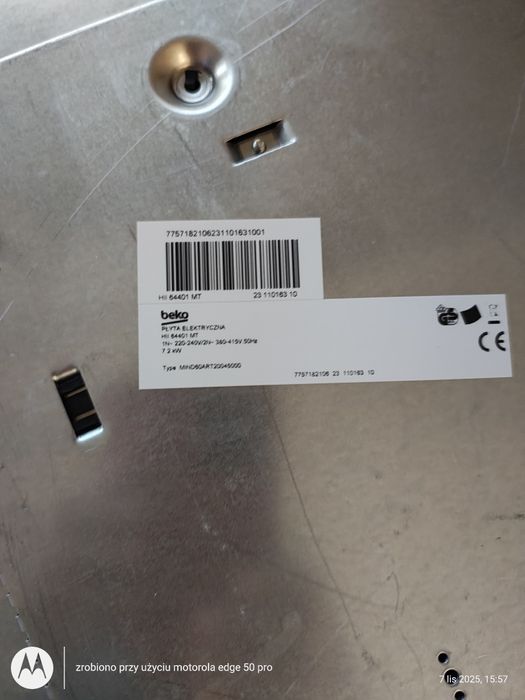 7757182106231101631001
HII 64401 MT 23 110163 10
beko
PŁYTA ELEKTRYCZNA
HII 64401 MT
1N~ 220-240V/2N~ 380-415V 50Hz
7.2 kW
Type MIND60ART20045000
7757182106 23 110163 10
CE
zrobiono przy użyciu motorola edge 50 pro
7 lis 2025, 15:57